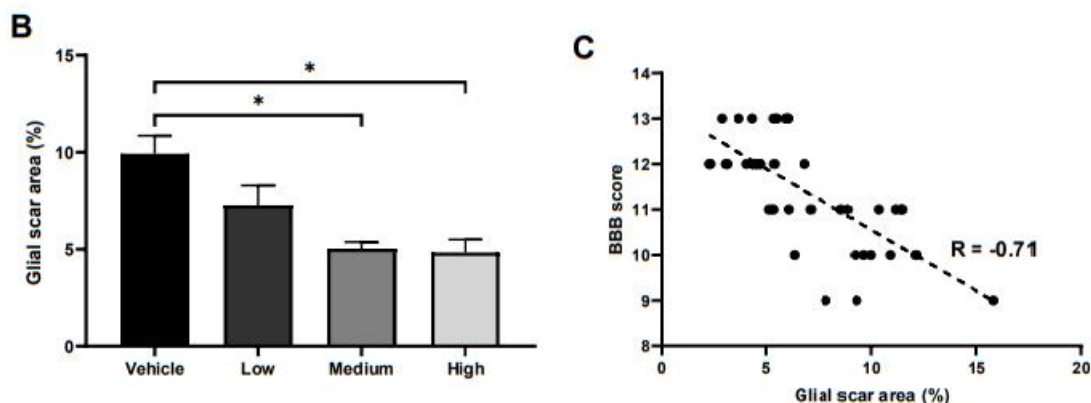 B
Glial scar area (%)
15
10
5
0
*
*
Vehicle
Low
Medium
High
C
BBB score
14
13
12
11
10
9
8
R = -0.71
0
5
10
15
20
Glial scar area (%)